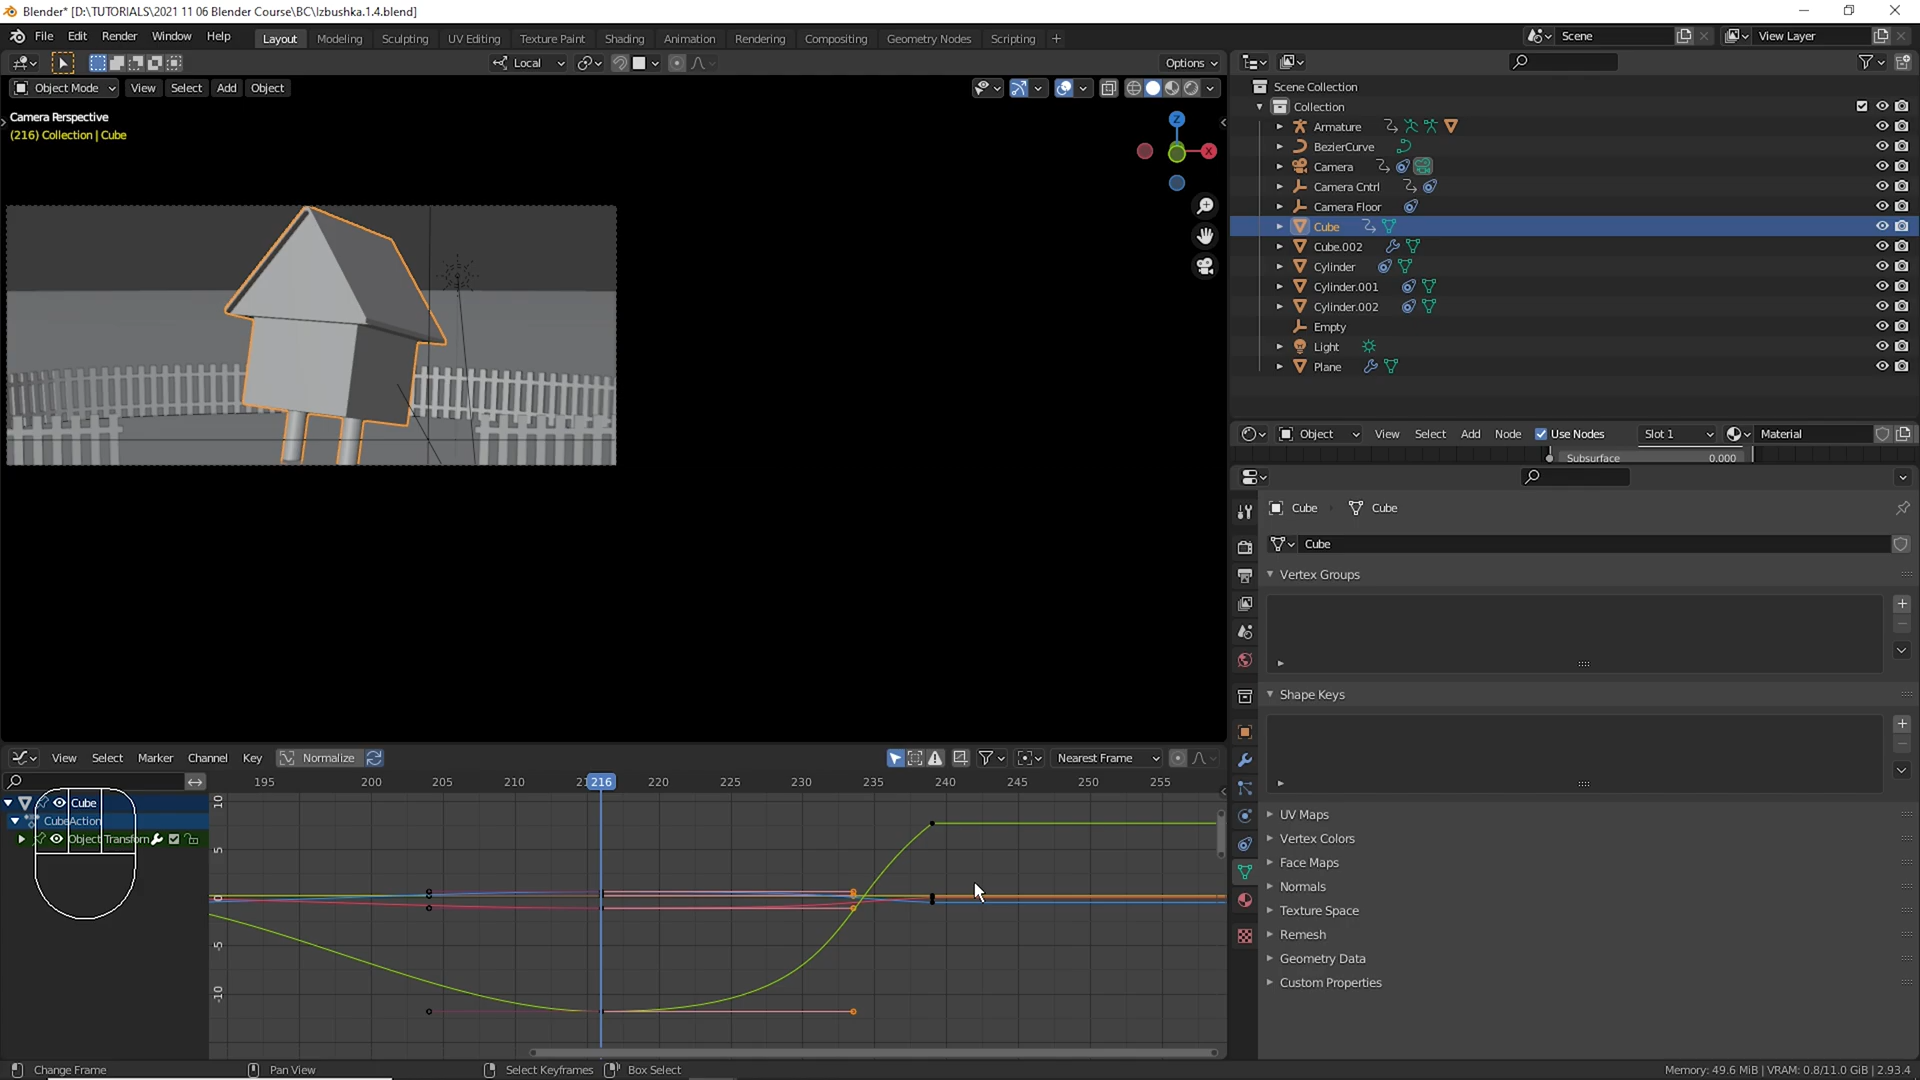 Blender* [D:\TUTORIALS\2021 11 06 Blender Course\BC\Izbushka.1.4.blend]
File Edit Render Window Help Layout Modeling Sculpting UV Editing Texture Paint Shading Animation Rendering Compositing Geometry Nodes Scripting Scene View Layer
Local Options
Object Mode View Select Add Object
Camera Perspective
(216) Collection | Cube
Z
X
Scene Collection
Collection
Armature
BezierCurve
Camera
Camera Cntrl
Camera Floor
Cube
Cube.002
Cylinder
Cylinder.001
Cylinder.002
Empty
Light
Plane
Object View Select Add Node Use Nodes Slot 1 Material
Subsurface 0.000
Cube Cube
Cube
Vertex Groups
Shape Keys
UV Maps
Vertex Colors
Face Maps
Normals
Texture Space
Remesh
Geometry Data
Custom Properties
View Select Marker Channel Key Normalize Nearest Frame
195 200 205 210 216 220 225 230 235 240 245 250 255
Cube
CubeAction
Object Transform
10
5
0
-5
-10
Change Frame Pan View Select Keyframes Box Select Memory: 49.6 MiB | VRAM: 0.8/11.0 GiB | 2.93.4